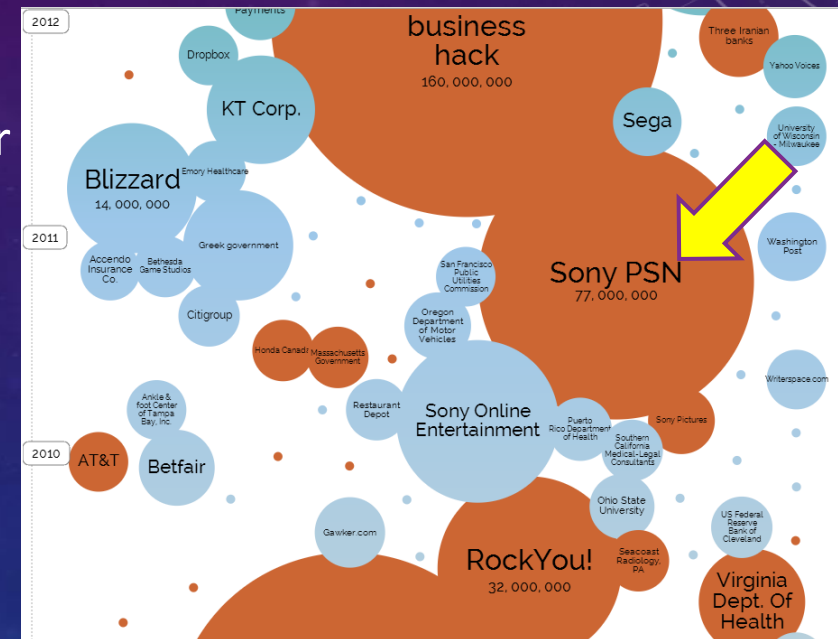 2012
Payments
business
hack
160, 000, 000
Three Iranian
banks
Dropbox
Yahoo Voices
KT Corp.
Sega
University
of Wisconsin
- Milwaukee
r
Emory Healthcare
Blizzard
14, 000, 000
2011
Greek government
Washington
Post
Accendo
Insurance
Co.
Bethesda
Game Studios
San Francisco
Public
Utilities
Commission
Sony PSN
77, 000, 000
Citigroup
Oregon
Department
of Motor
Vehicles
Honda Canada
Massachusetts
Government
Writerspace.com
Ankle &
foot Center
of Tampa
Bay, Inc.
Restaurant
Depot
Sony Online
Entertainment
Puerto
Rico Department
of Health
Sony Pictures
Southern
California
Medical-Legal
Consultants
2010
AT&T
Betfair
Ohio State
University
Gawker.com
US Federal
Reserve
Bank of
Cleveland
RockYou!
32, 000, 000
Seacoast
Radiology,
PA
Virginia
Dept. Of
Health